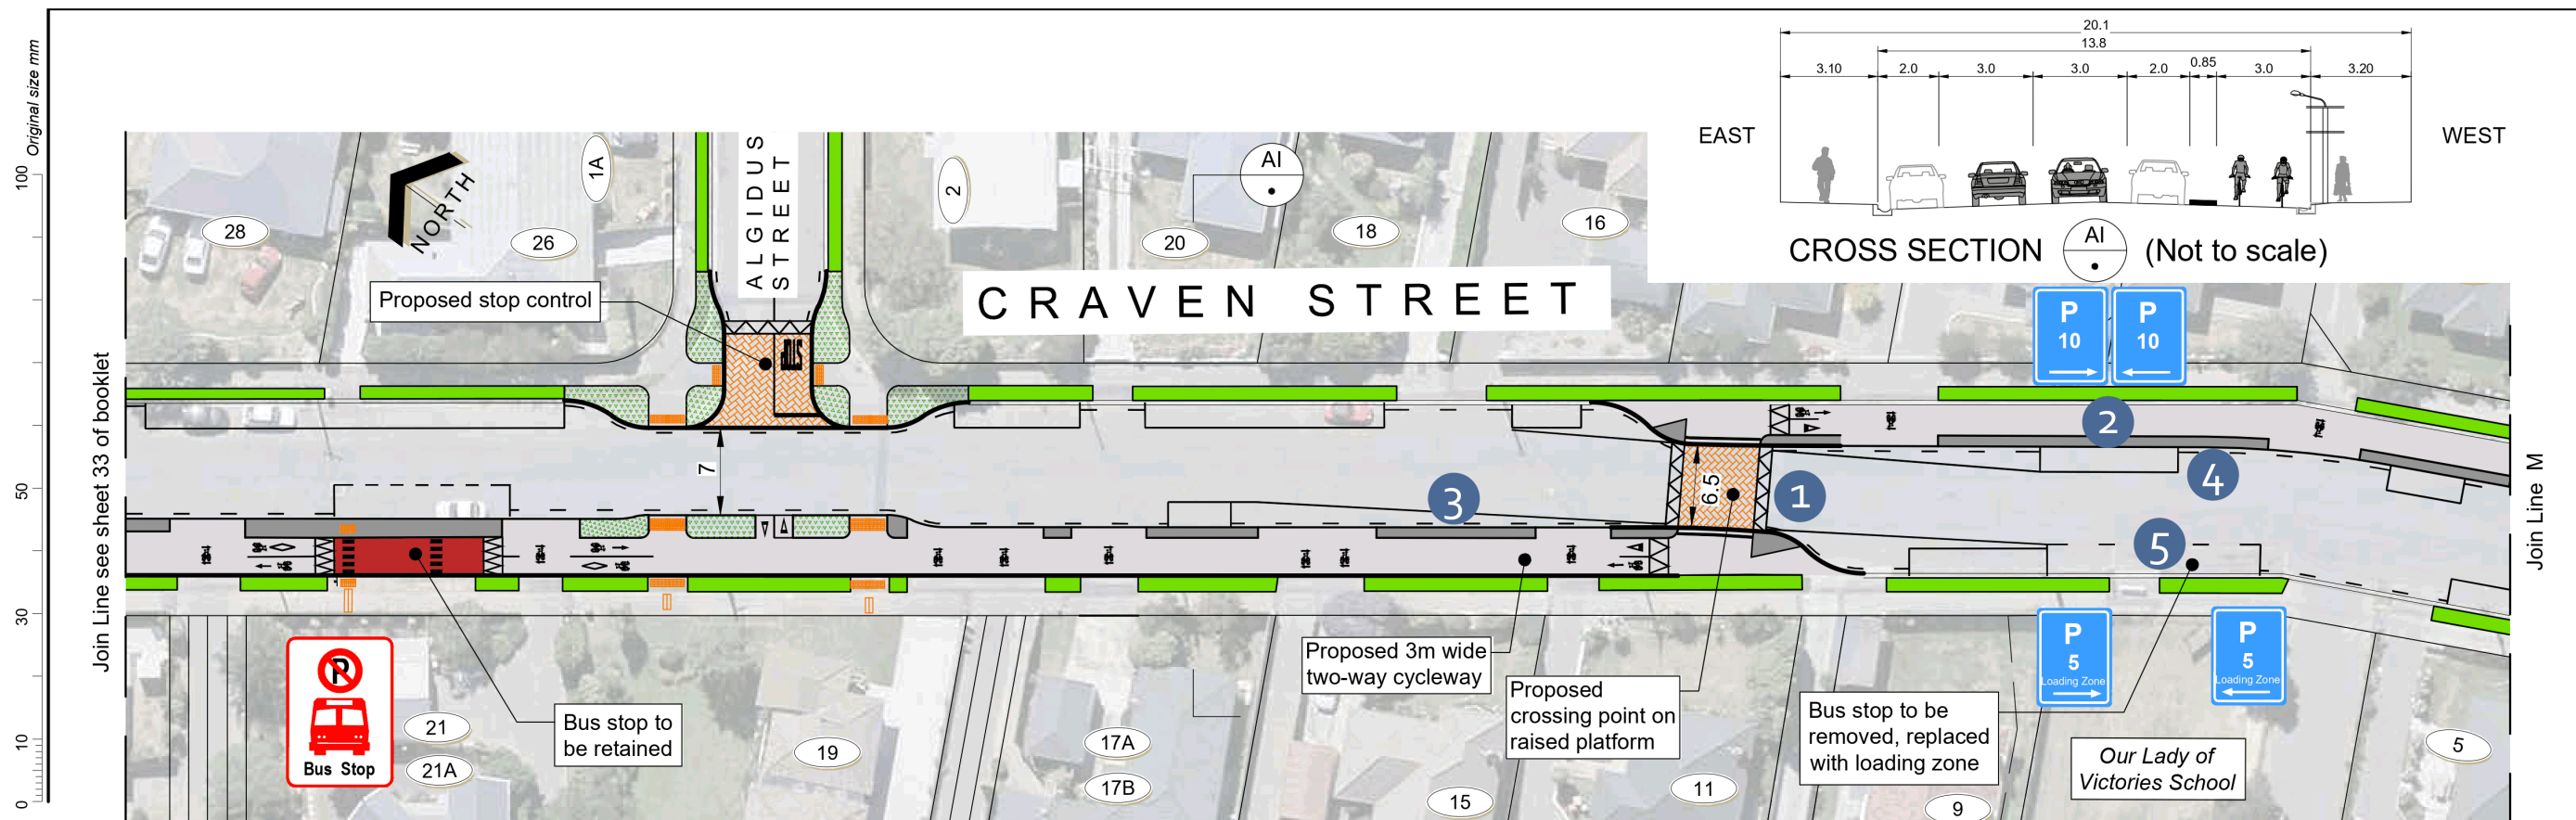 Original size mm
100
50
30
10
0
Join Line see sheet 33 of booklet
20.1
13.8
3.10
2.0
3.0
3.0
2.0
0.85
3.0
3.20
EAST
WEST
CROSS SECTION
AI
(Not to scale)
NORTH
28
26
1A
ALGIDUS
STREET
2
20
AI
18
16
Proposed stop control
CRAVEN STREET
P
10
P
10
BUS
7
6.5
1
2
3
4
5
Join Line M
P
Bus Stop
21
21A
Bus stop to
be retained
19
17A
17B
Proposed 3m wide
two-way cycleway
15
Proposed
crossing point on
raised platform
11
Bus stop to be
removed, replaced
with loading zone
9
P
5
Loading Zone
P
5
Loading Zone
Our Lady of
Victories School
5